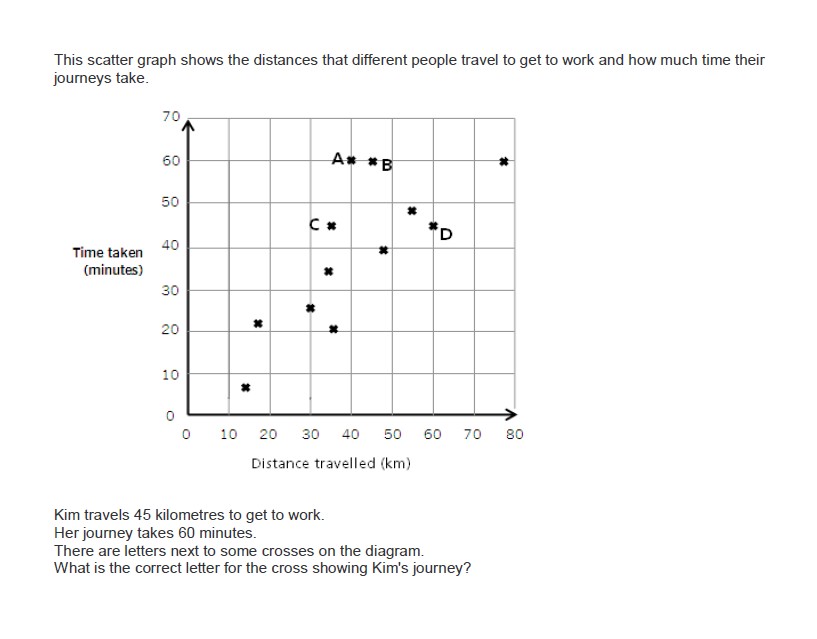 This scatter graph shows the distances that different people travel to get to work and how much time their
journeys take.
70
60
50
40
30
20
10
0
Time taken
(minutes)
A
B
C
D
0 10 20 30 40 50 60 70 80
Distance travelled (km)
Kim travels 45 kilometres to get to work.
Her journey takes 60 minutes.
There are letters next to some crosses on the diagram.
What is the correct letter for the cross showing Kim's journey?